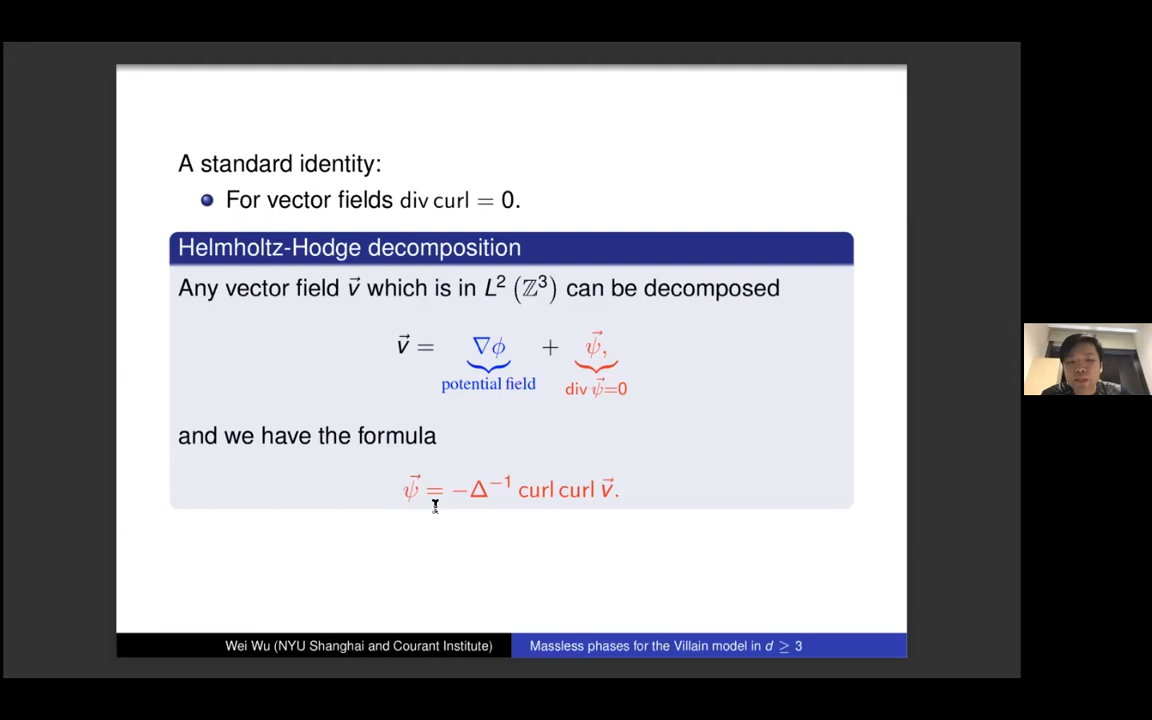 A standard identity:
For vector fields div curl = 0.
Helmholtz-Hodge decomposition
Any vector field v⃗ which is in L² (ℤ³) can be decomposed
v⃗ = ∇ϕ + ψ⃗,
potential field div ψ⃗=0
and we have the formula
ψ⃗ = −Δ⁻¹ curl curl v⃗.
Wei Wu (NYU Shanghai and Courant Institute) Massless phases for the Villain model in d ≥ 3